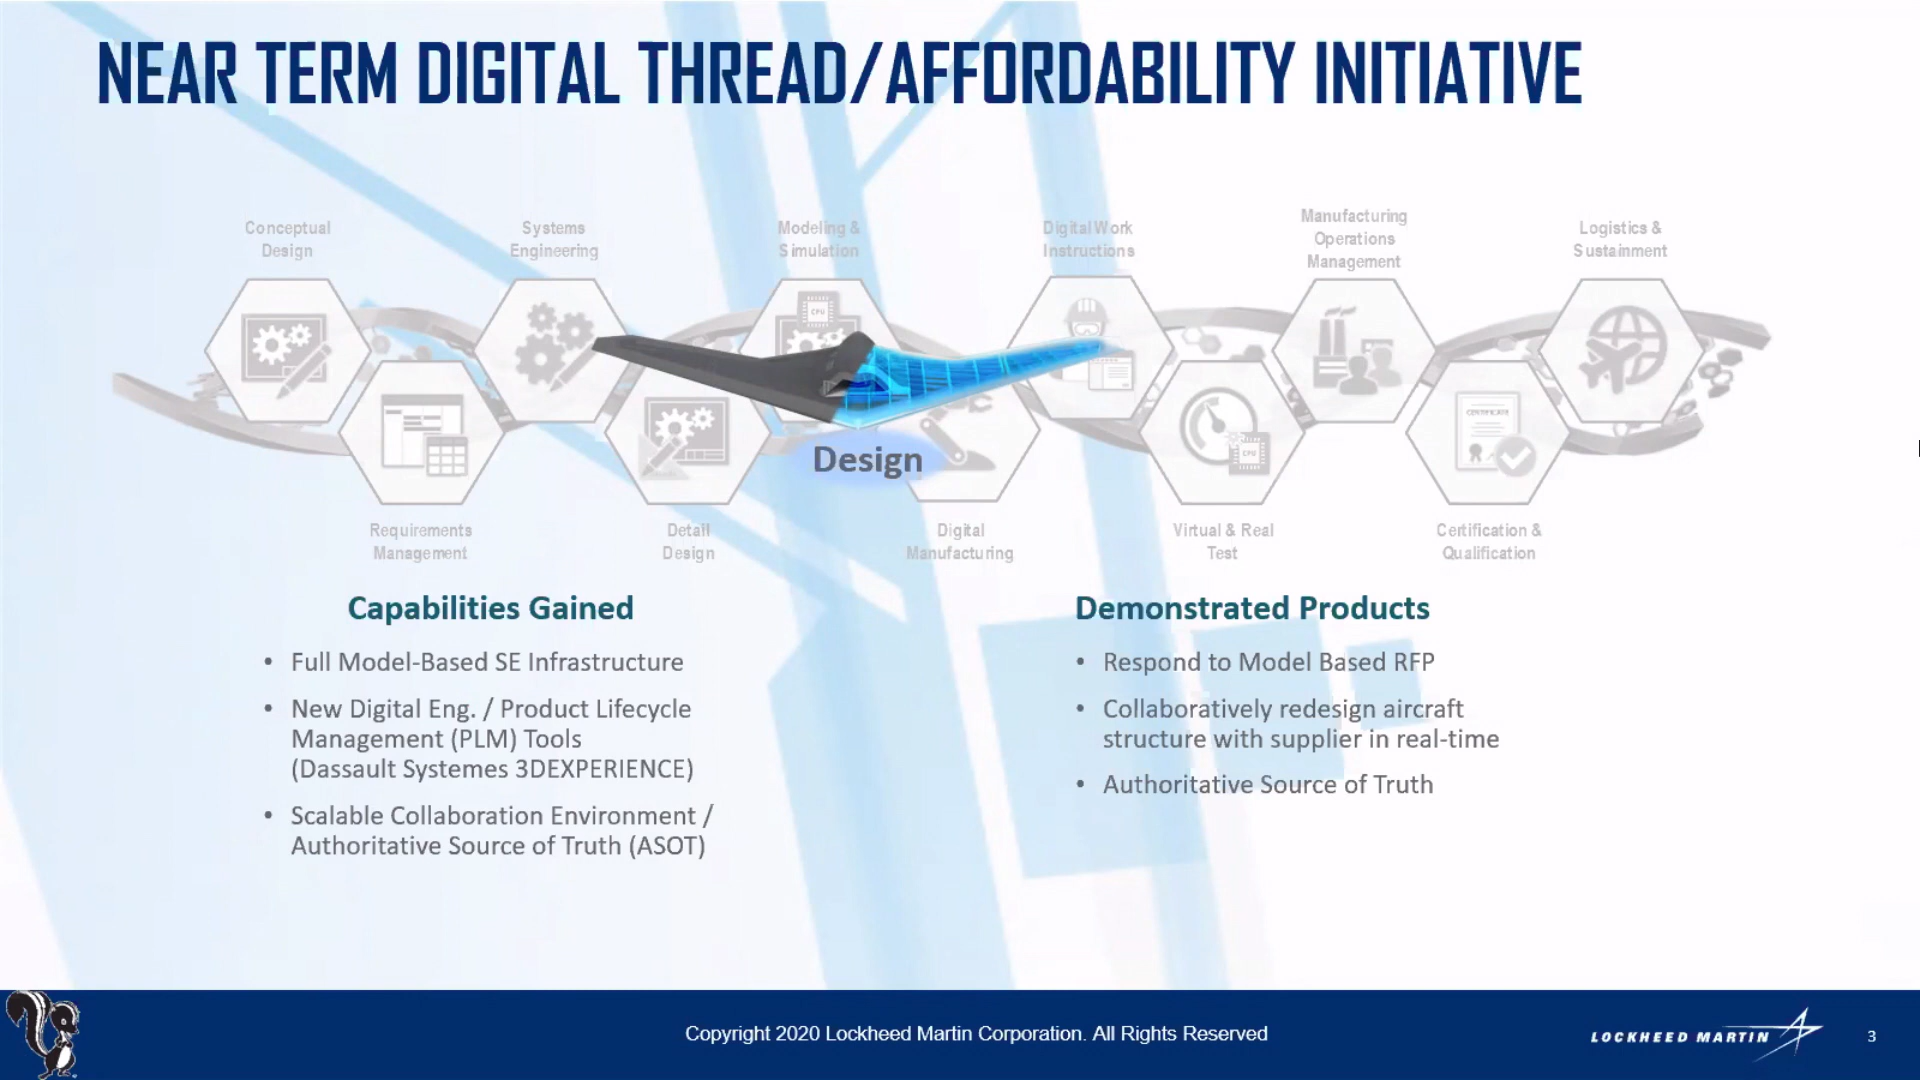 NEAR TERM DIGITAL THREAD/AFFORDABILITY INITIATIVE
Conceptual
Design
Systems
Engineering
Modeling &
Simulation
Digital Work
Instructions
Manufacturing
Operations
Management
Logistics &
Sustainment
CPU
CPU
CERTIFICATE
Design
Requirements
Management
Detail
Design
Digital
Manufacturing
Virtual & Real
Test
Certification &
Qualification
Capabilities Gained
• Full Model-Based SE Infrastructure
• New Digital Eng. / Product Lifecycle
Management (PLM) Tools
(Dassault Systemes 3DEXPERIENCE)
• Scalable Collaboration Environment /
Authoritative Source of Truth (ASOT)
Demonstrated Products
• Respond to Model Based RFP
• Collaboratively redesign aircraft
structure with supplier in real-time
• Authoritative Source of Truth
Copyright 2020 Lockheed Martin Corporation. All Rights Reserved
LOCKHEED MARTIN
3